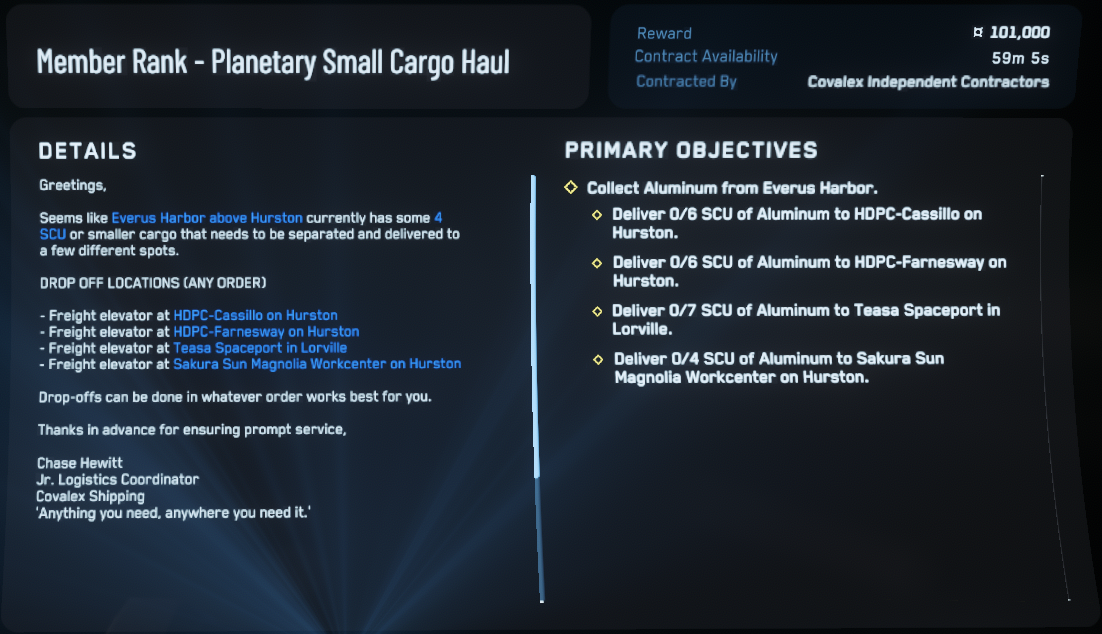 Member Rank - Planetary Small Cargo Haul
Reward ¤ 101,000
Contract Availability 59m 5s
Contracted By Covalex Independent Contractors
DETAILS
Greetings,
Seems like Everus Harbor above Hurston currently has some 4
SCU or smaller cargo that needs to be separated and delivered to
a few different spots.
DROP OFF LOCATIONS (ANY ORDER)
- Freight elevator at HDPC-Cassillo on Hurston
- Freight elevator at HDPC-Farnesway on Hurston
- Freight elevator at Teasa Spaceport in Lorville
- Freight elevator at Sakura Sun Magnolia Workcenter on Hurston
Drop-offs can be done in whatever order works best for you.
Thanks in advance for ensuring prompt service,
Chase Hewitt
Jr. Logistics Coordinator
Covalex Shipping
'Anything you need, anywhere you need it.'
PRIMARY OBJECTIVES
Collect Aluminum from Everus Harbor.
Deliver 0/6 SCU of Aluminum to HDPC-Cassillo on
Hurston.
Deliver 0/6 SCU of Aluminum to HDPC-Farnesway on
Hurston.
Deliver 0/7 SCU of Aluminum to Teasa Spaceport in
Lorville.
Deliver 0/4 SCU of Aluminum to Sakura Sun
Magnolia Workcenter on Hurston.